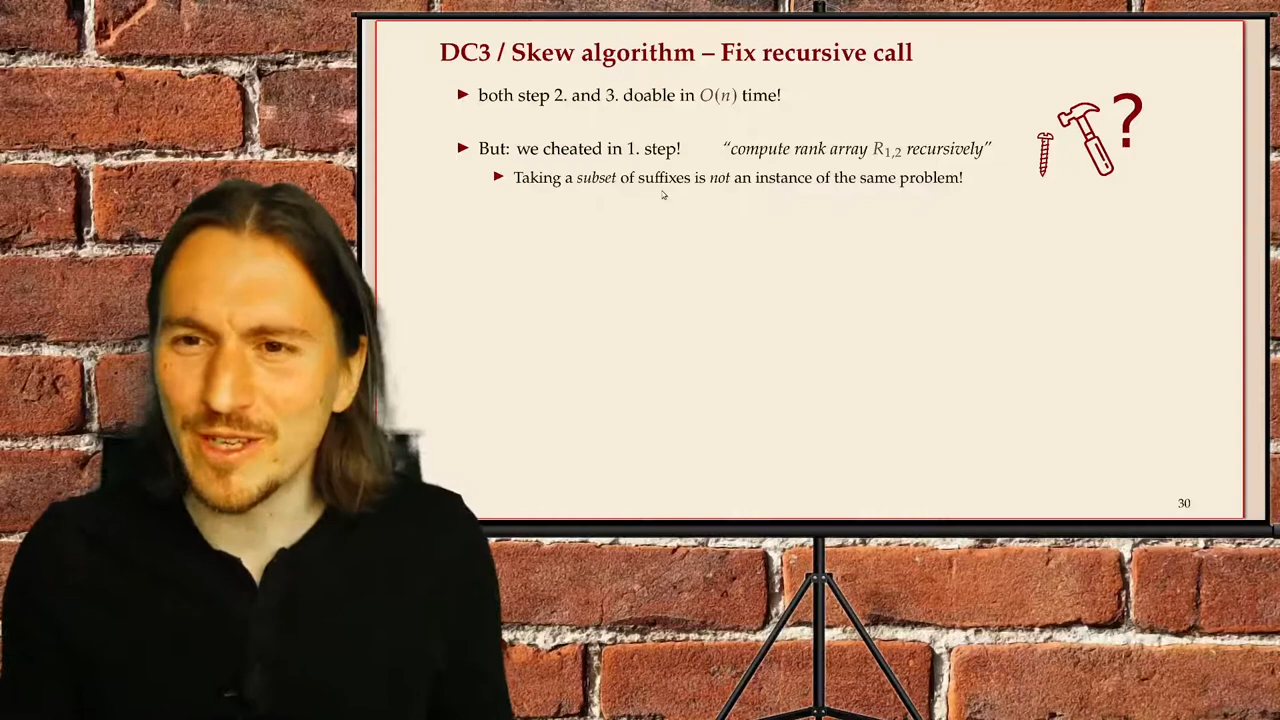 DC3 / Skew algorithm – Fix recursive call
▶ both step 2. and 3. doable in O(n) time!
▶ But: we cheated in 1. step! “compute rank array R₁,₂ recursively”
▶ Taking a subset of suffixes is not an instance of the same problem!
?
30